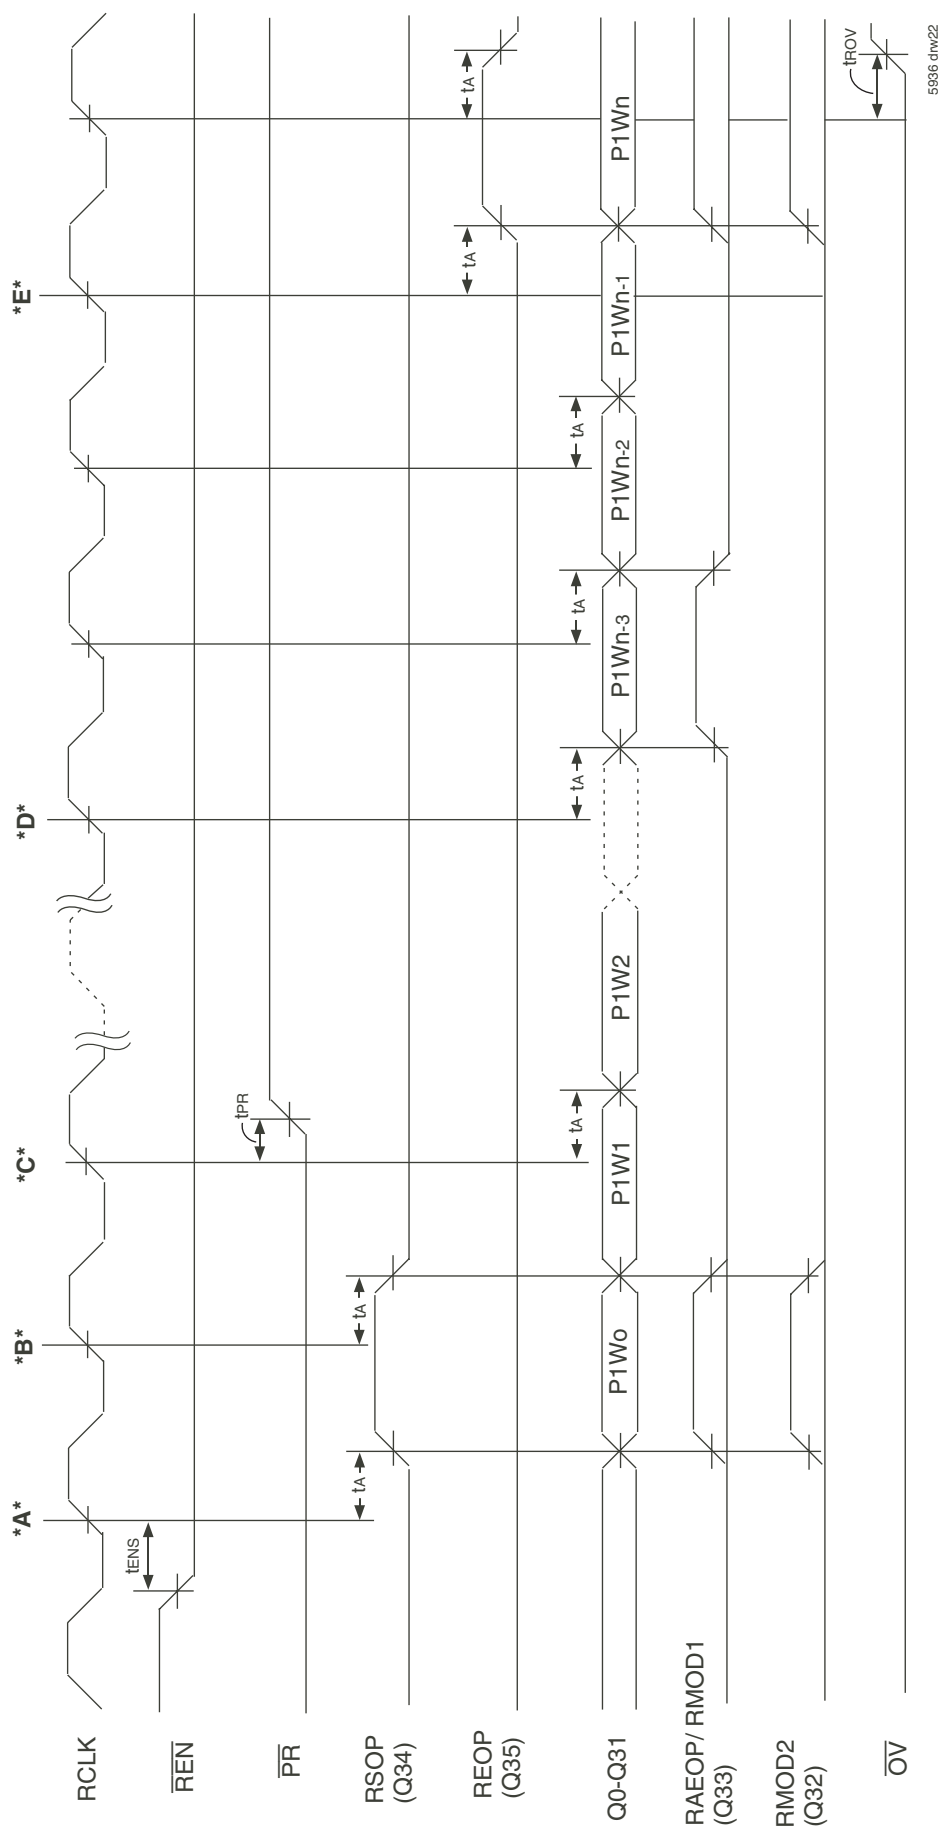 *A*
*B*
*C*
*D*
*E*
RCLK
tENS
REN
tPR
PR
RSOP
(Q34)
tA
tA
REOP
(Q35)
tA
tA
tA
tA
tA
tA
Q0-Q31
P1Wo
P1W1
P1W2
P1Wn-3
P1Wn-2
P1Wn-1
P1Wn
RAEOP/ RMOD1
(Q33)
RMOD2
(Q32)
tROV
OV
5936 drw22